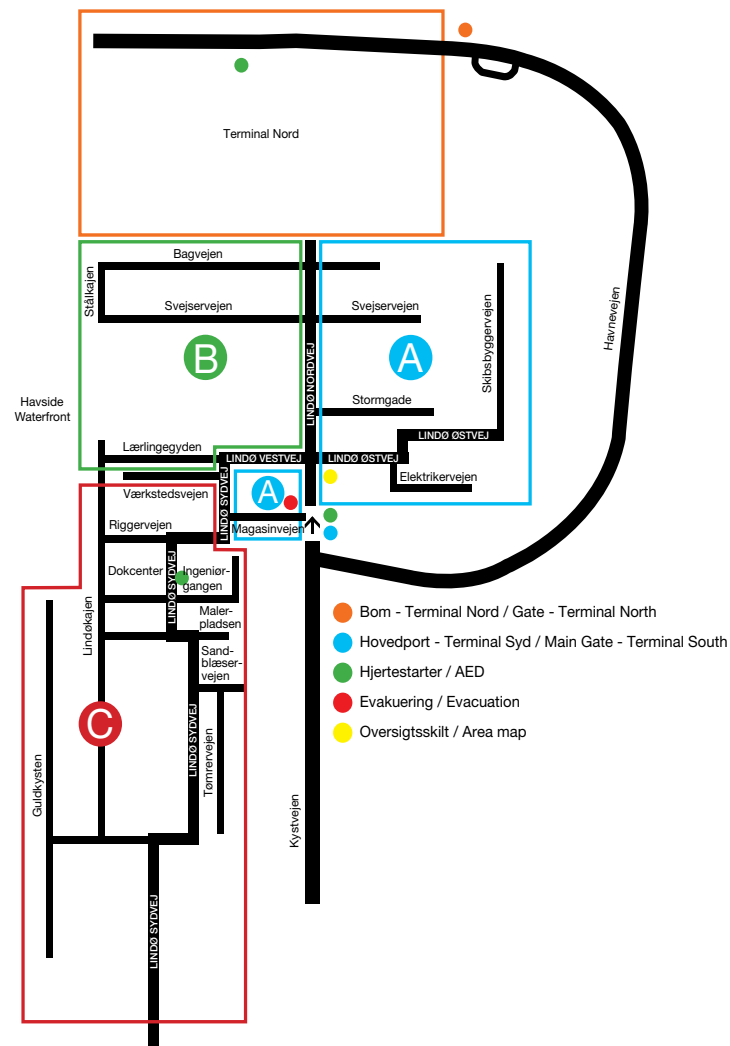 Terminal Nord
Bagvejen
Stålkajen
Svejservejen
Svejservejen
Skibsbyggervejen
Havnevejen
B
A
LINDØ NORDVEJ
Havside
Waterfront
Stormgade
LINDØ ØSTVEJ
Lærlingegyden
LINDØ VESTVEJ
LINDØ ØSTVEJ
Værkstedsvejen
LINDØ SYDVEJ
A
Elektrikervejen
Riggervejen
Magasinvejen
Dokcenter
LINDØ SYDVEJ
Ingeniør-
gangen
Lindøkajen
Maler-
pladsen
Sand-
blæser-
vejen
C
LINDØ SYDVEJ
Tømrervejen
Guldkysten
Kystvejen
LINDØ SYDVEJ
Bom - Terminal Nord / Gate - Terminal North
Hovedport - Terminal Syd / Main Gate - Terminal South
Hjertestarter / AED
Evakuering / Evacuation
Oversigtsskilt / Area map